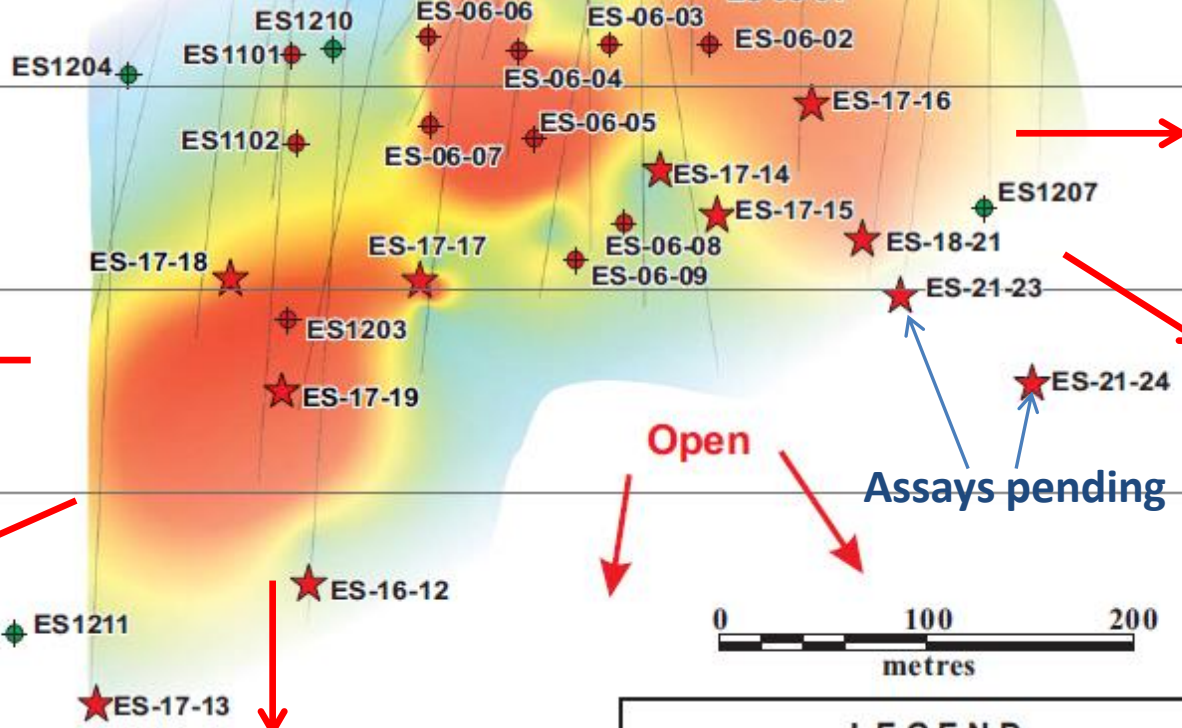 ES-06-06
ES-06-03
ES1210
ES1101
ES-06-02
ES1204
ES-06-04
ES-17-16
ES-06-05
ES1102
ES-06-07
ES-17-14
ES1207
ES-17-15
ES-17-17
ES-06-08
ES-18-21
ES-17-18
ES-06-09
ES-21-23
ES1203
ES-21-24
ES-17-19
Open
Assays pending
ES-16-12
0 100 200
ES1211
metres
ES-17-13
LEGEND